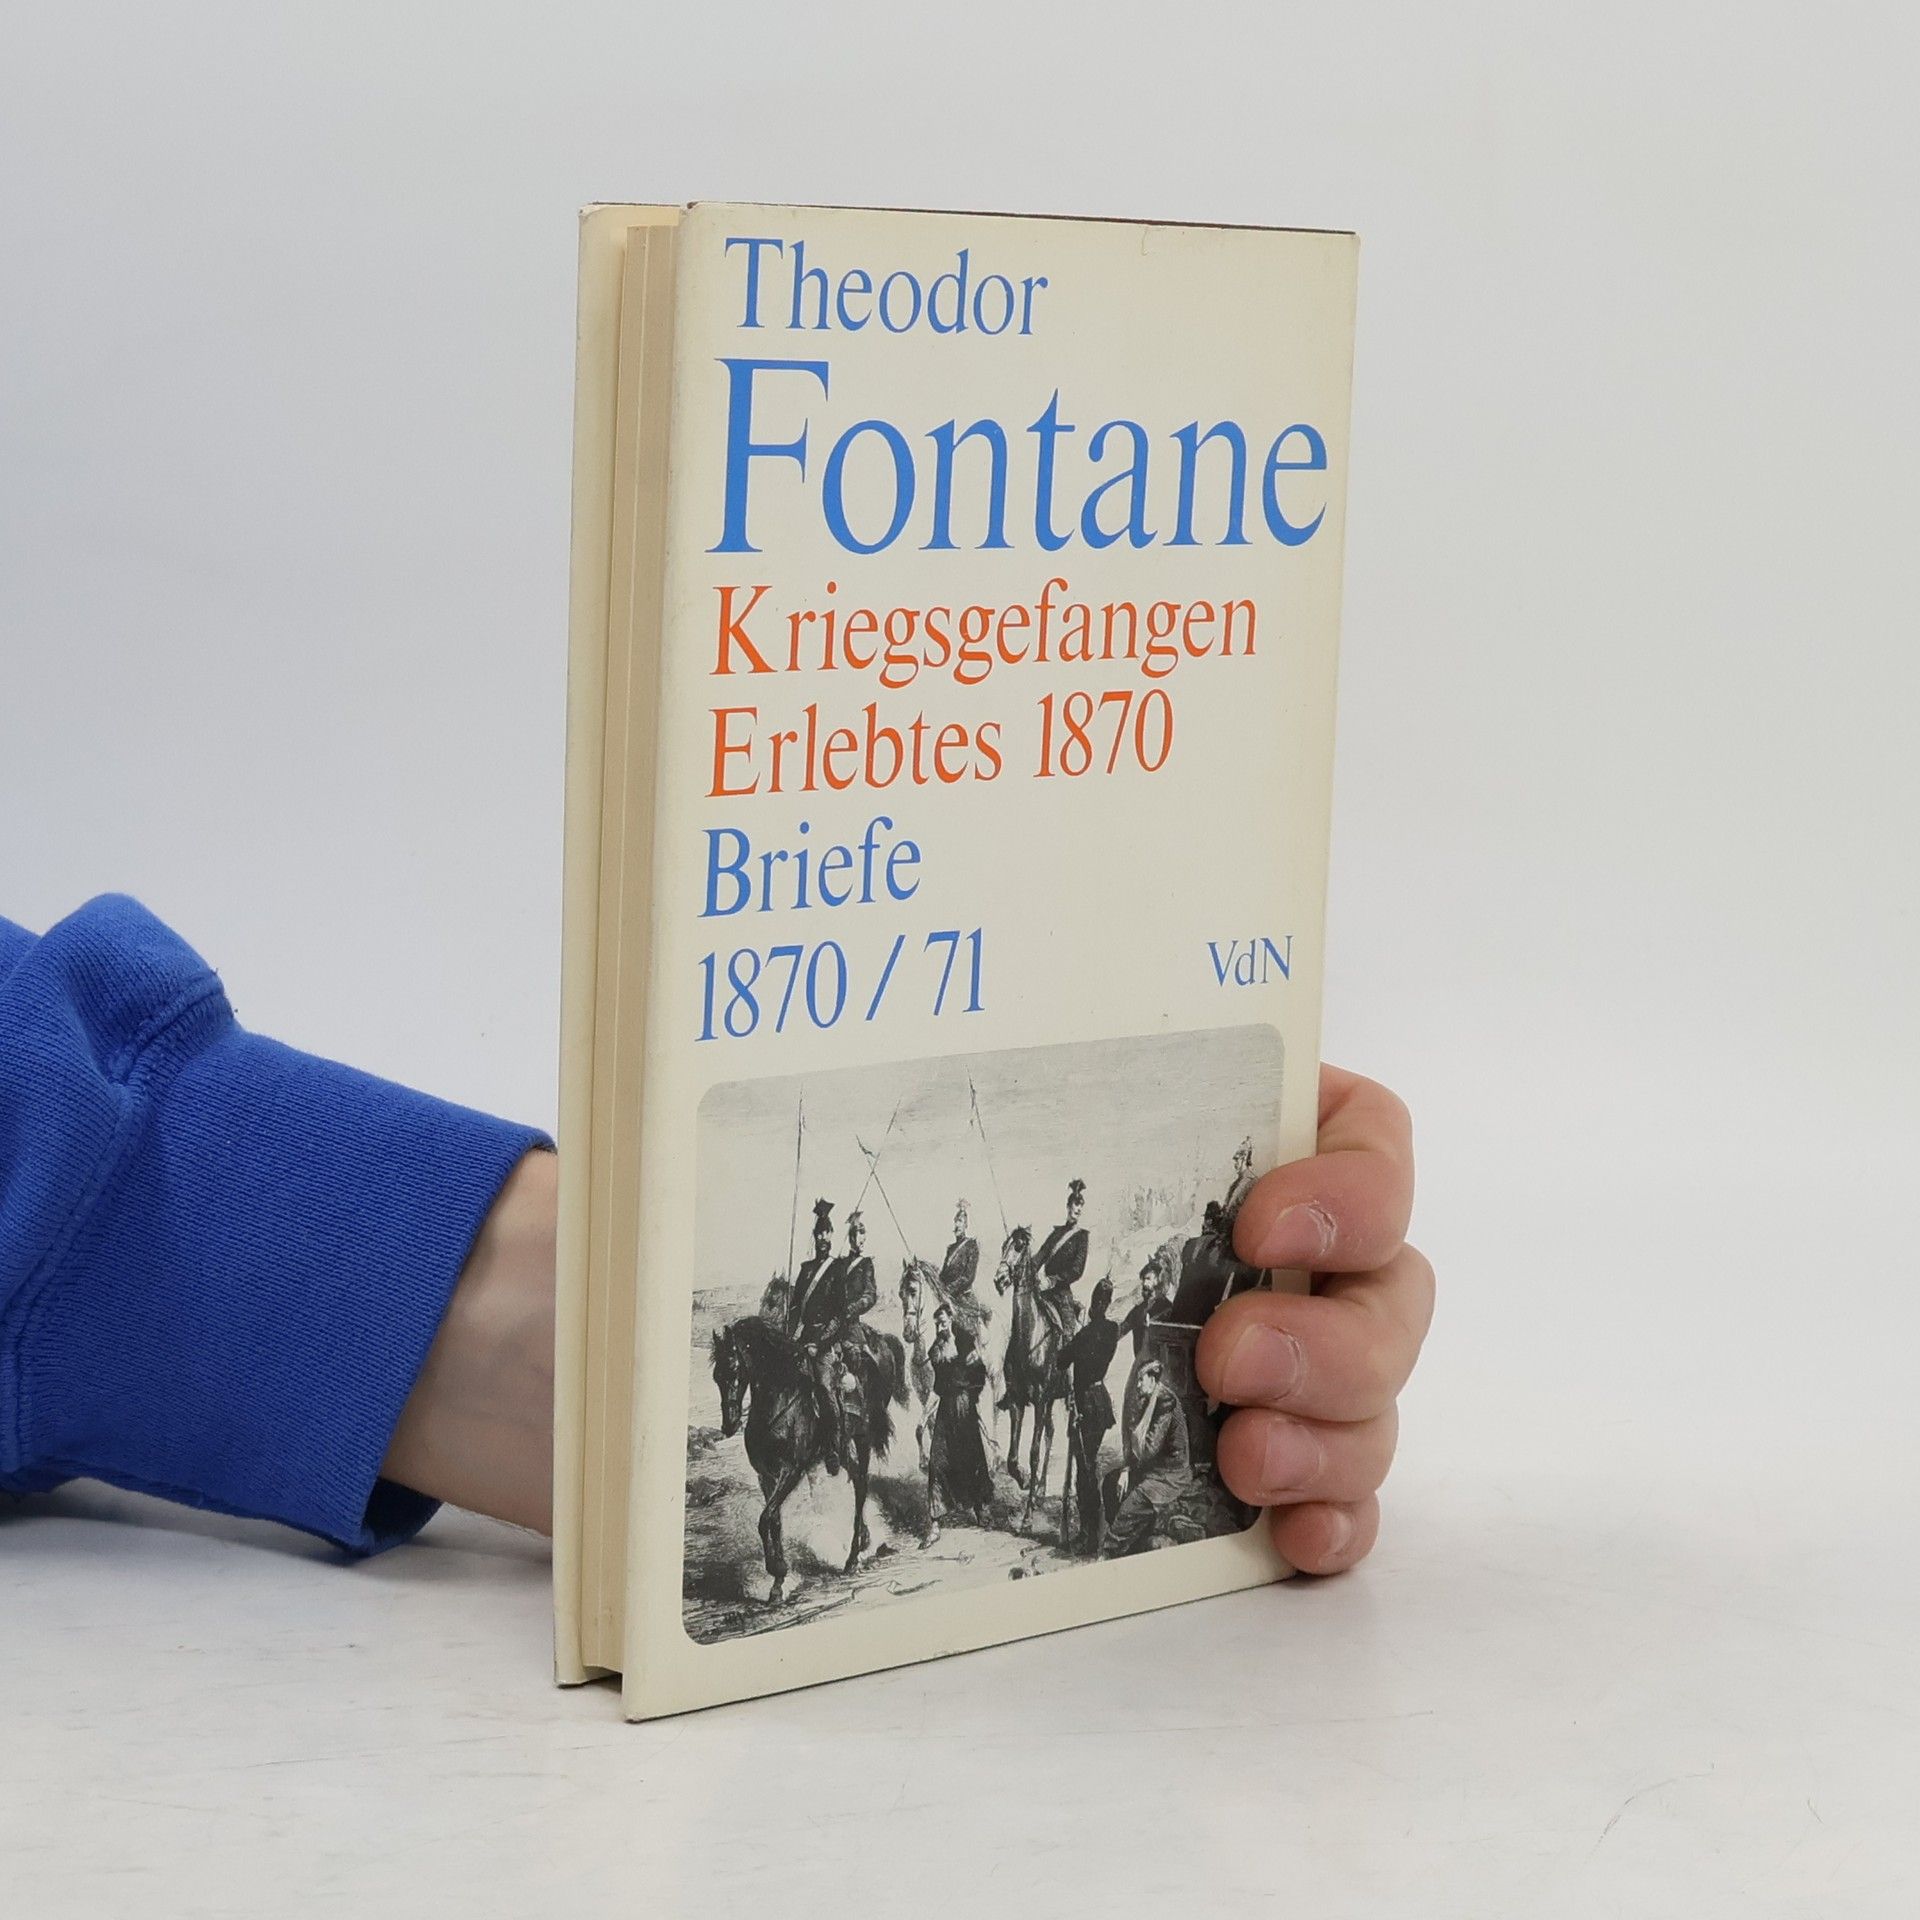 Theodor
Fontane
Kriegsgefangen
Erlebtes 1870
Briefe
1870/71
VdN